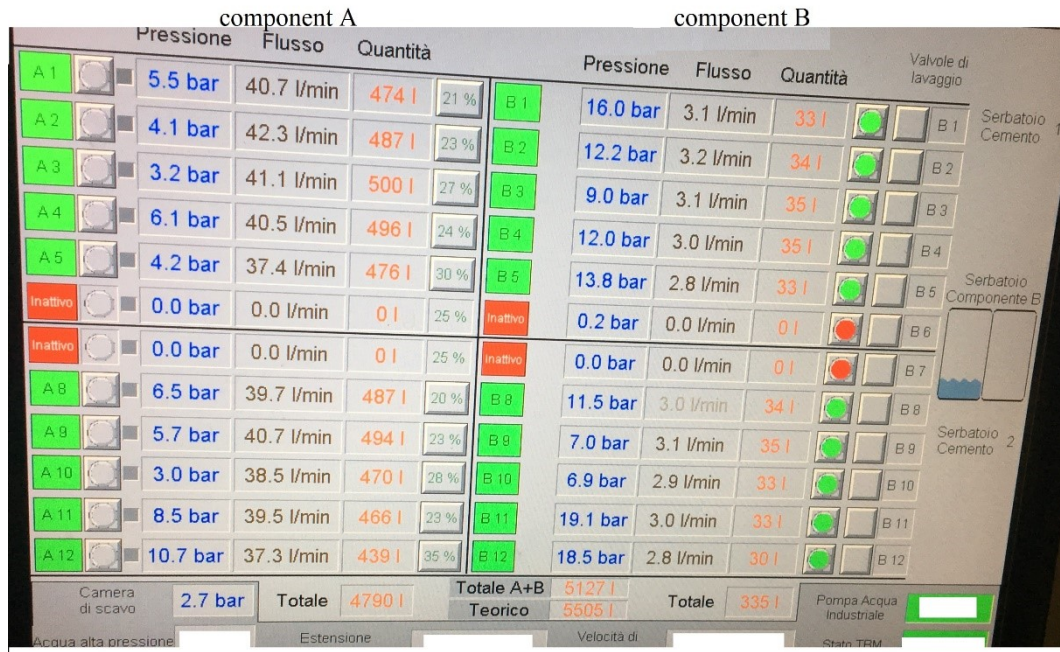 component A component B
Pressione Flusso Quantità Pressione Flusso Quantità Valvole di lavaggio
A 1 5.5 bar 40.7 l/min 474 l 21 % B 1 16.0 bar 3.1 l/min 33 l B 1 Serbatoio Cemento 1
A 2 4.1 bar 42.3 l/min 487 l 23 % B 2 12.2 bar 3.2 l/min 34 l B 2
A 3 3.2 bar 41.1 l/min 500 l 27 % B 3 9.0 bar 3.1 l/min 35 l B 3
A 4 6.1 bar 40.5 l/min 496 l 24 % B 4 12.0 bar 3.0 l/min 35 l B 4
A 5 4.2 bar 37.4 l/min 476 l 30 % B 5 13.8 bar 2.8 l/min 33 l B 5 Serbatoio Componente B
Inattivo 0.0 bar 0.0 l/min 0 l 25 % Inattivo 0.2 bar 0.0 l/min 0 l B 6
Inattivo 0.0 bar 0.0 l/min 0 l 25 % Inattivo 0.0 bar 0.0 l/min 0 l B 7
A 8 6.5 bar 39.7 l/min 487 l 20 % B 8 11.5 bar 3.0 l/min 34 l B 8
A 9 5.7 bar 40.7 l/min 494 l 23 % B 9 7.0 bar 3.1 l/min 35 l B 9 Serbatoio Cemento 2
A 10 3.0 bar 38.5 l/min 470 l 28 % B 10 6.9 bar 2.9 l/min 33 l B 10
A 11 8.5 bar 39.5 l/min 466 l 23 % B 11 19.1 bar 3.0 l/min 33 l B 11
A 12 10.7 bar 37.3 l/min 439 l 35 % B 12 18.5 bar 2.8 l/min 30 l B 12
Camera di scavo 2.7 bar Totale 4790 l Totale A+B 5127 l Totale 335 l Pompa Acqua Industriale
Teorico 5505 l
Acqua alta pressione Estensione Velocità di Stato TBM